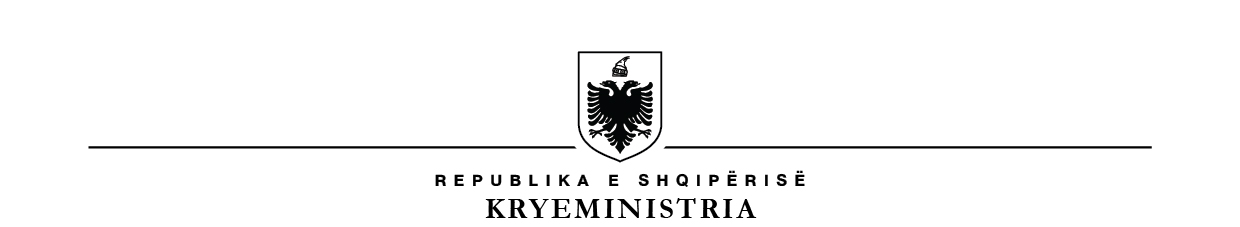 REPUBLIKA E SHQIPËRISË
KRYEMINISTRIA